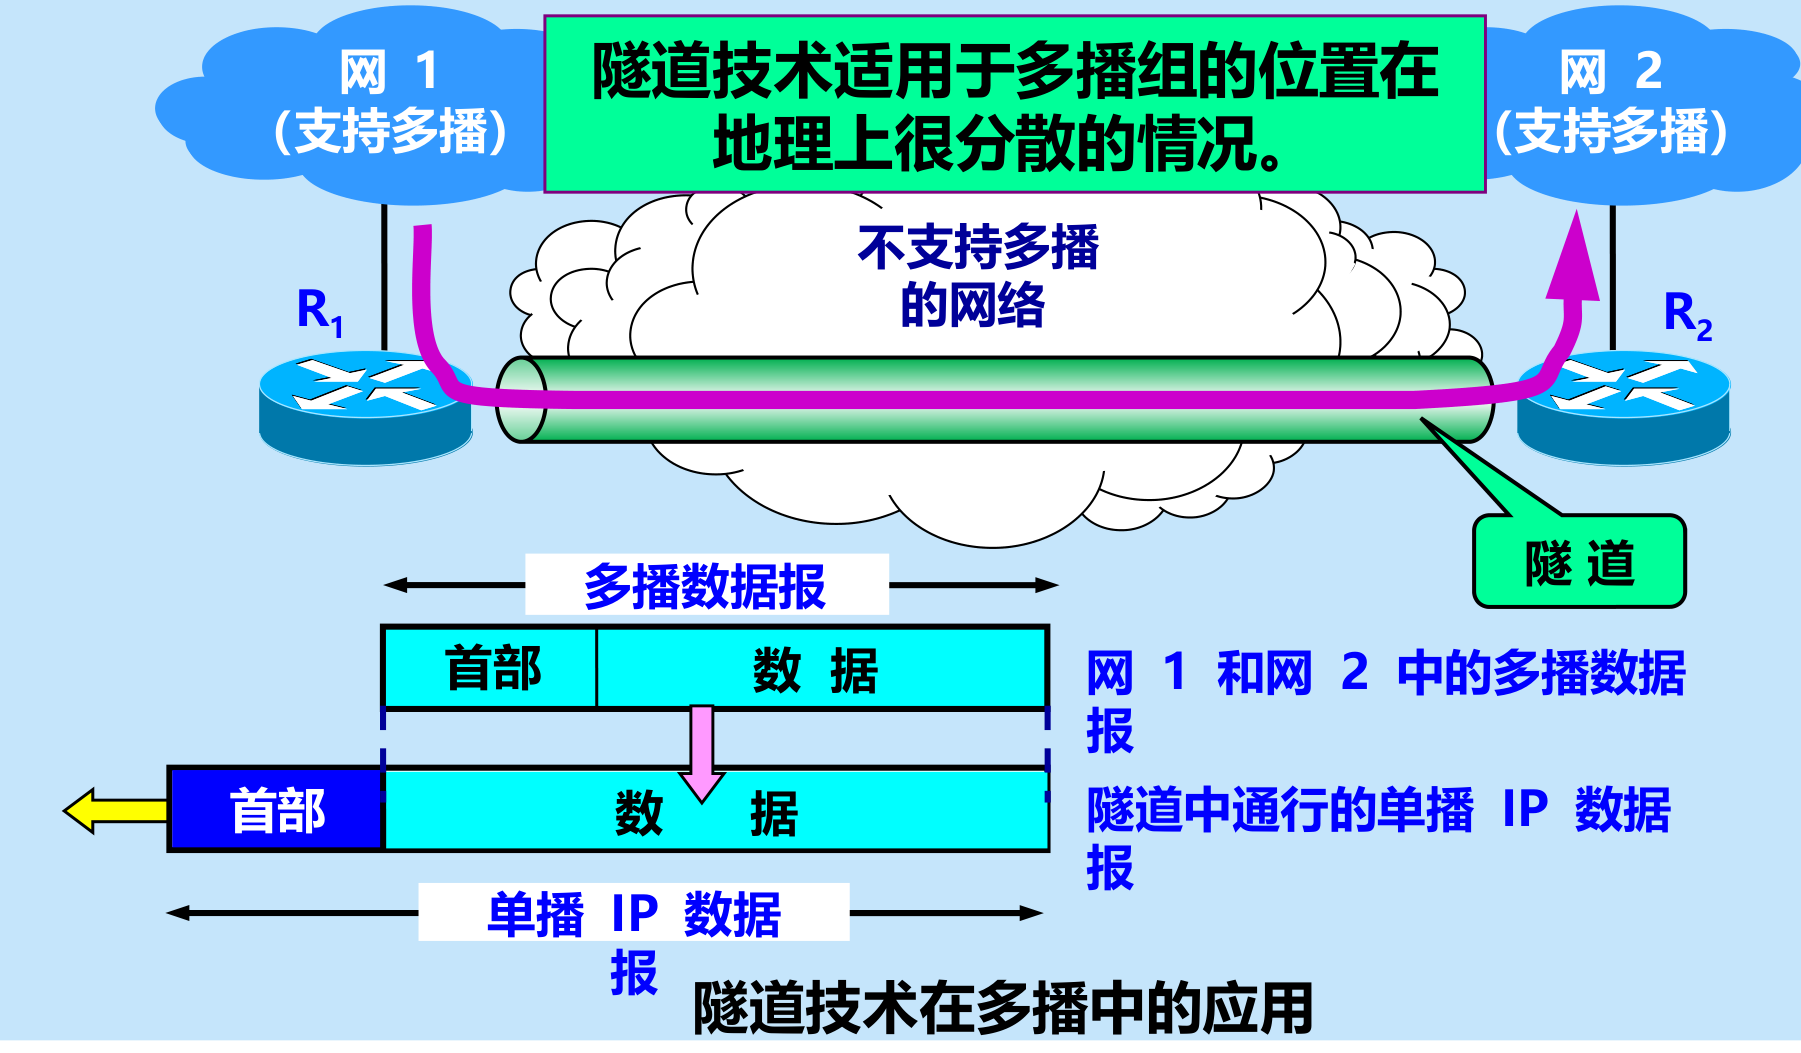 网 1
(支持多播)
隧道技术适用于多播组的位置在
地理上很分散的情况。
网 2
(支持多播)
不支持多播
的网络
R1
R2
隧 道
多播数据报
首部
数 据
网 1 和网 2 中的多播数据
报
首部
数 据
隧道中通行的单播 IP 数据
报
单播 IP 数据
报
隧道技术在多播中的应用